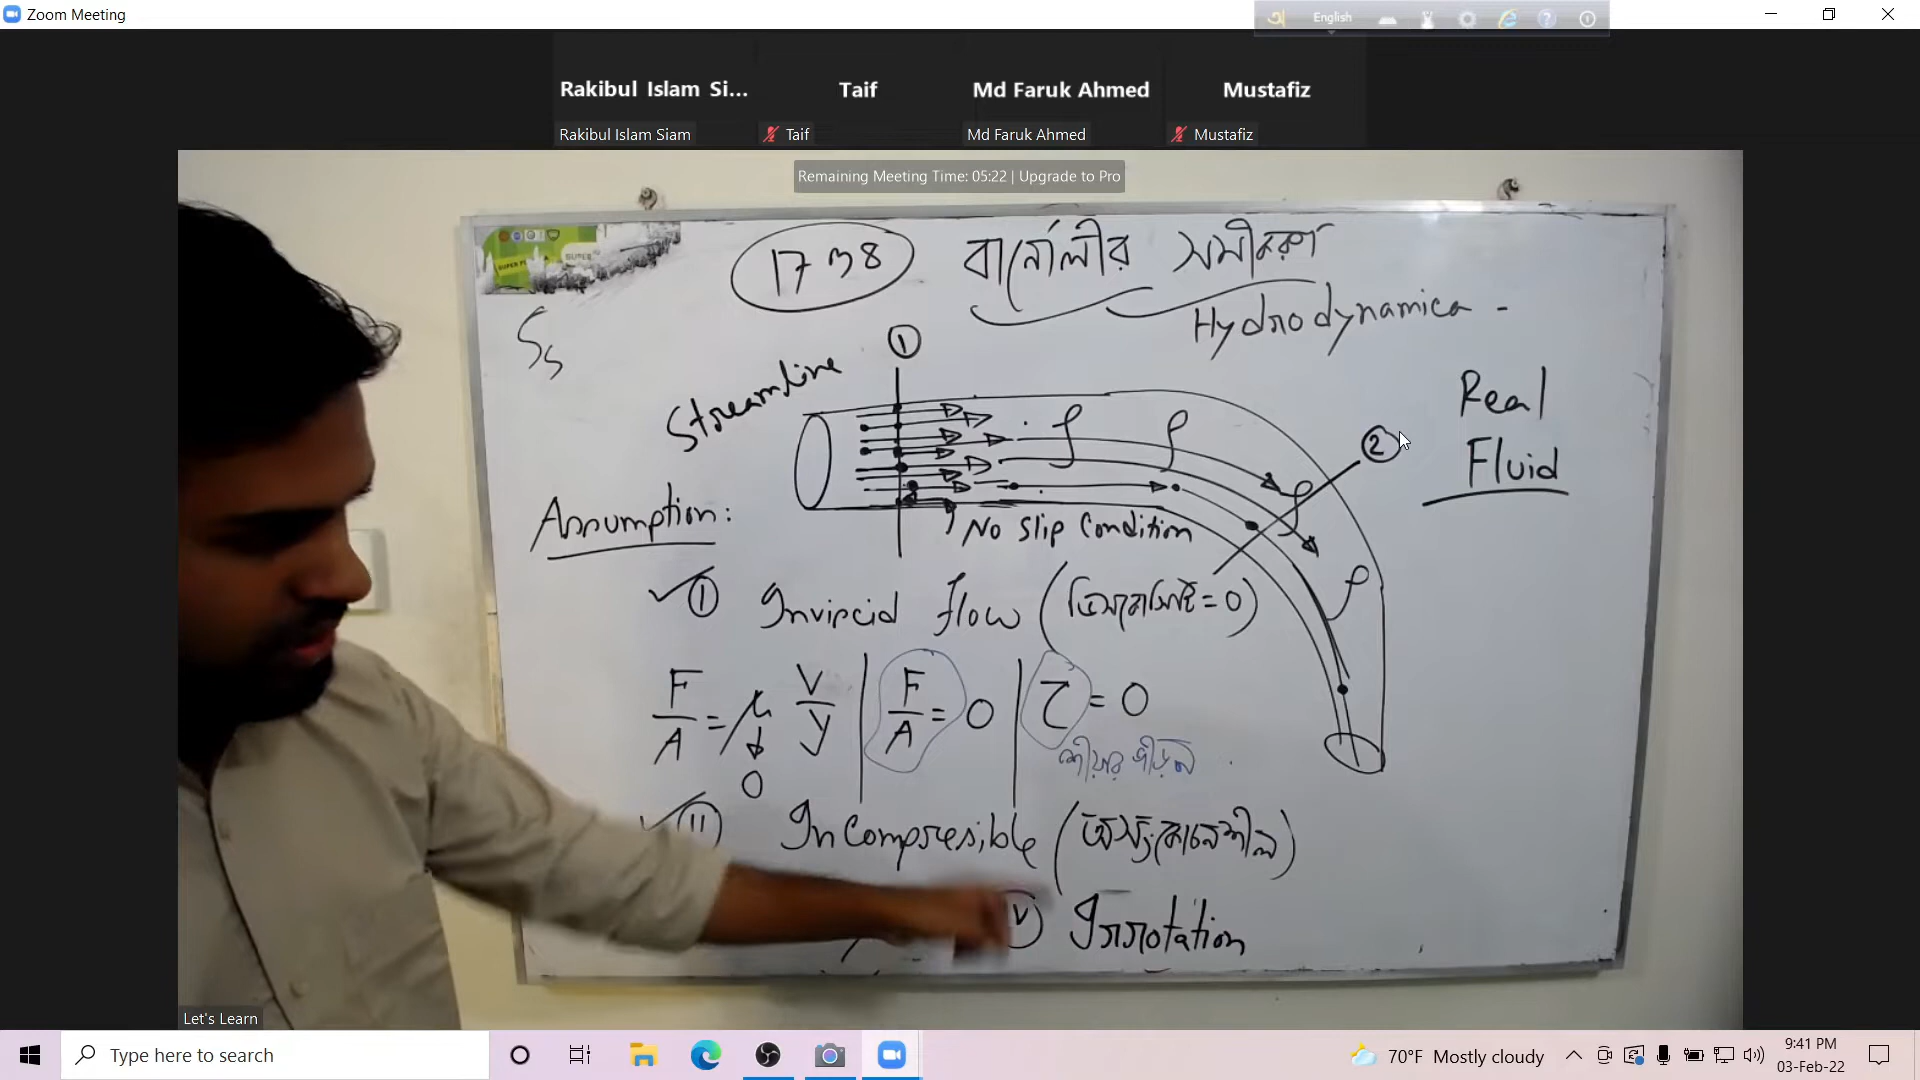 Zoom Meeting
English
Rakibul Islam Si...
Taif
Md Faruk Ahmed
Mustafiz
Rakibul Islam Siam
Taif
Md Faruk Ahmed
Mustafiz
Remaining Meeting Time: 05:22 | Upgrade to Pro
SUPER
1738 বার্নোলীর সমীকরণ
Hydrodynamica -
Ss
①
Streamline
ρ ρ
②
Real
Fluid
ρ
Assumption:
No slip Condition
ρ
① Inviscid flow (ভিসকোসিটি = 0)
F/A = μ V/y | F/A = 0 | τ = 0
0
শীয়ার পীড়ন
II Incompressible (অসংকোচনশীল)
Irrotation
Let's Learn
Type here to search
70°F Mostly cloudy
9:41 PM
03-Feb-22